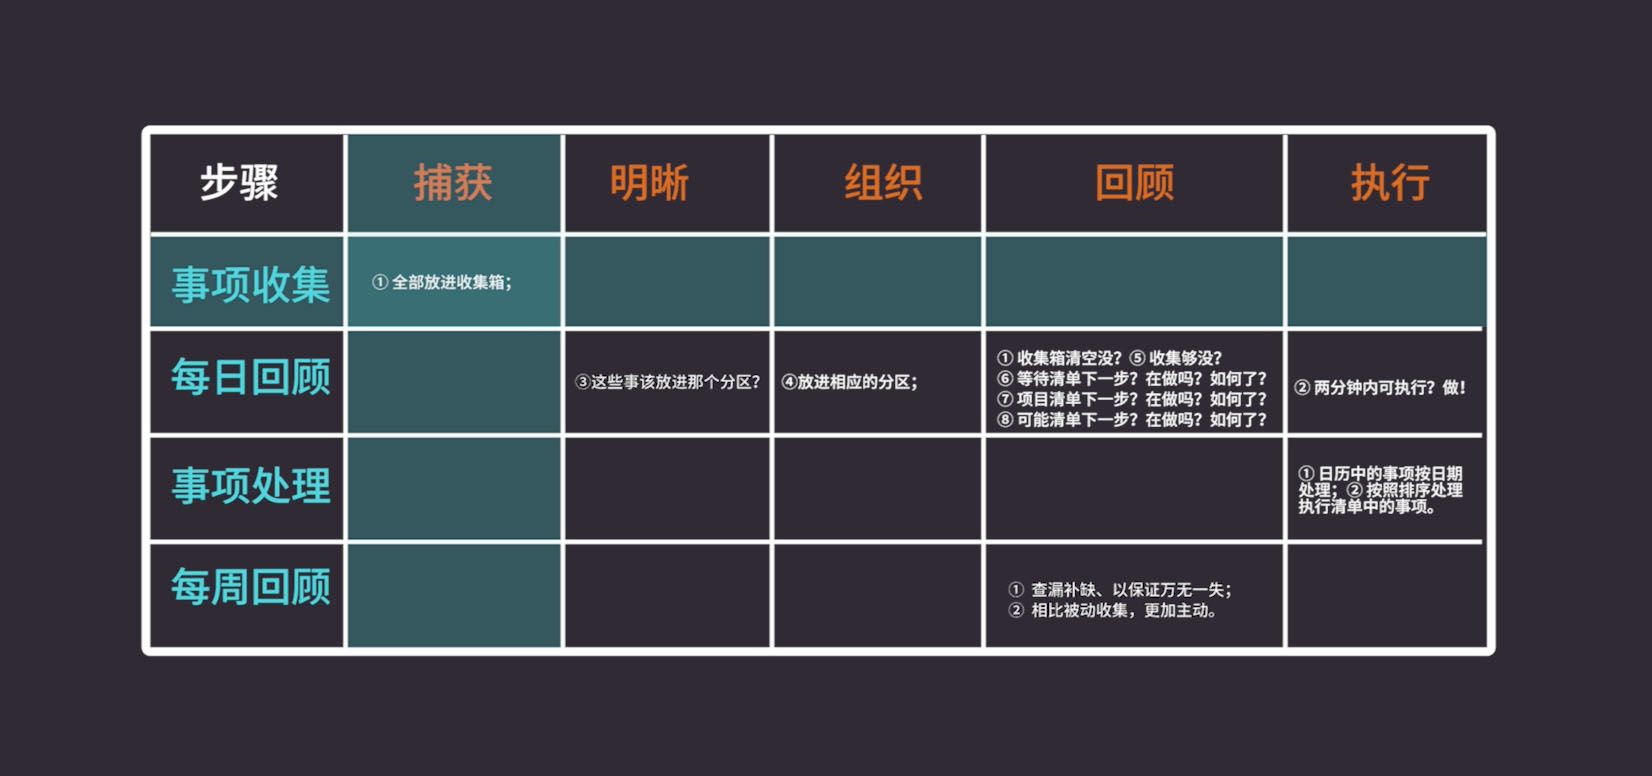 步骤
捕获
明晰
组织
回顾
执行
事项收集
① 全部放进收集箱；
每日回顾
③这些事该放进那个分区？
④放进相应的分区；
① 收集箱清空没？⑤ 收集够没？
⑥ 等待清单下一步？在做吗？如何了？
⑦ 项目清单下一步？在做吗？如何了？
⑧ 可能清单下一步？在做吗？如何了？
② 两分钟内可执行？做！
事项处理
① 日历中的事项按日期
处理；② 按照排序处理
执行清单中的事项。
每周回顾
① 查漏补缺、以保证万无一失；
② 相比被动收集，更加主动。